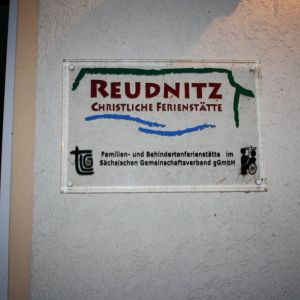 REUDNITZ
CHRISTLICHE FERIENSTÄTTE
Familien- und Behindertenferienstätte im
Sächsischen Gemeinschaftsverband gGmbH